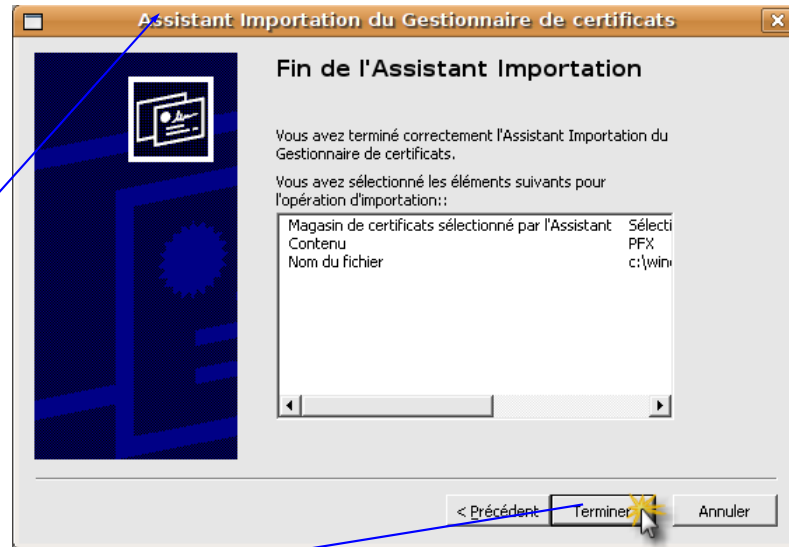 Assistant Importation du Gestionnaire de certificats
Fin de l'Assistant Importation
Vous avez terminé correctement l'Assistant Importation du
Gestionnaire de certificats.
Vous avez sélectionné les éléments suivants pour
l'opération d'importation::
Magasin de certificats sélectionné par l'Assistant Sélecti
Contenu PFX
Nom du fichier c:\win
< Précédent Terminer Annuler